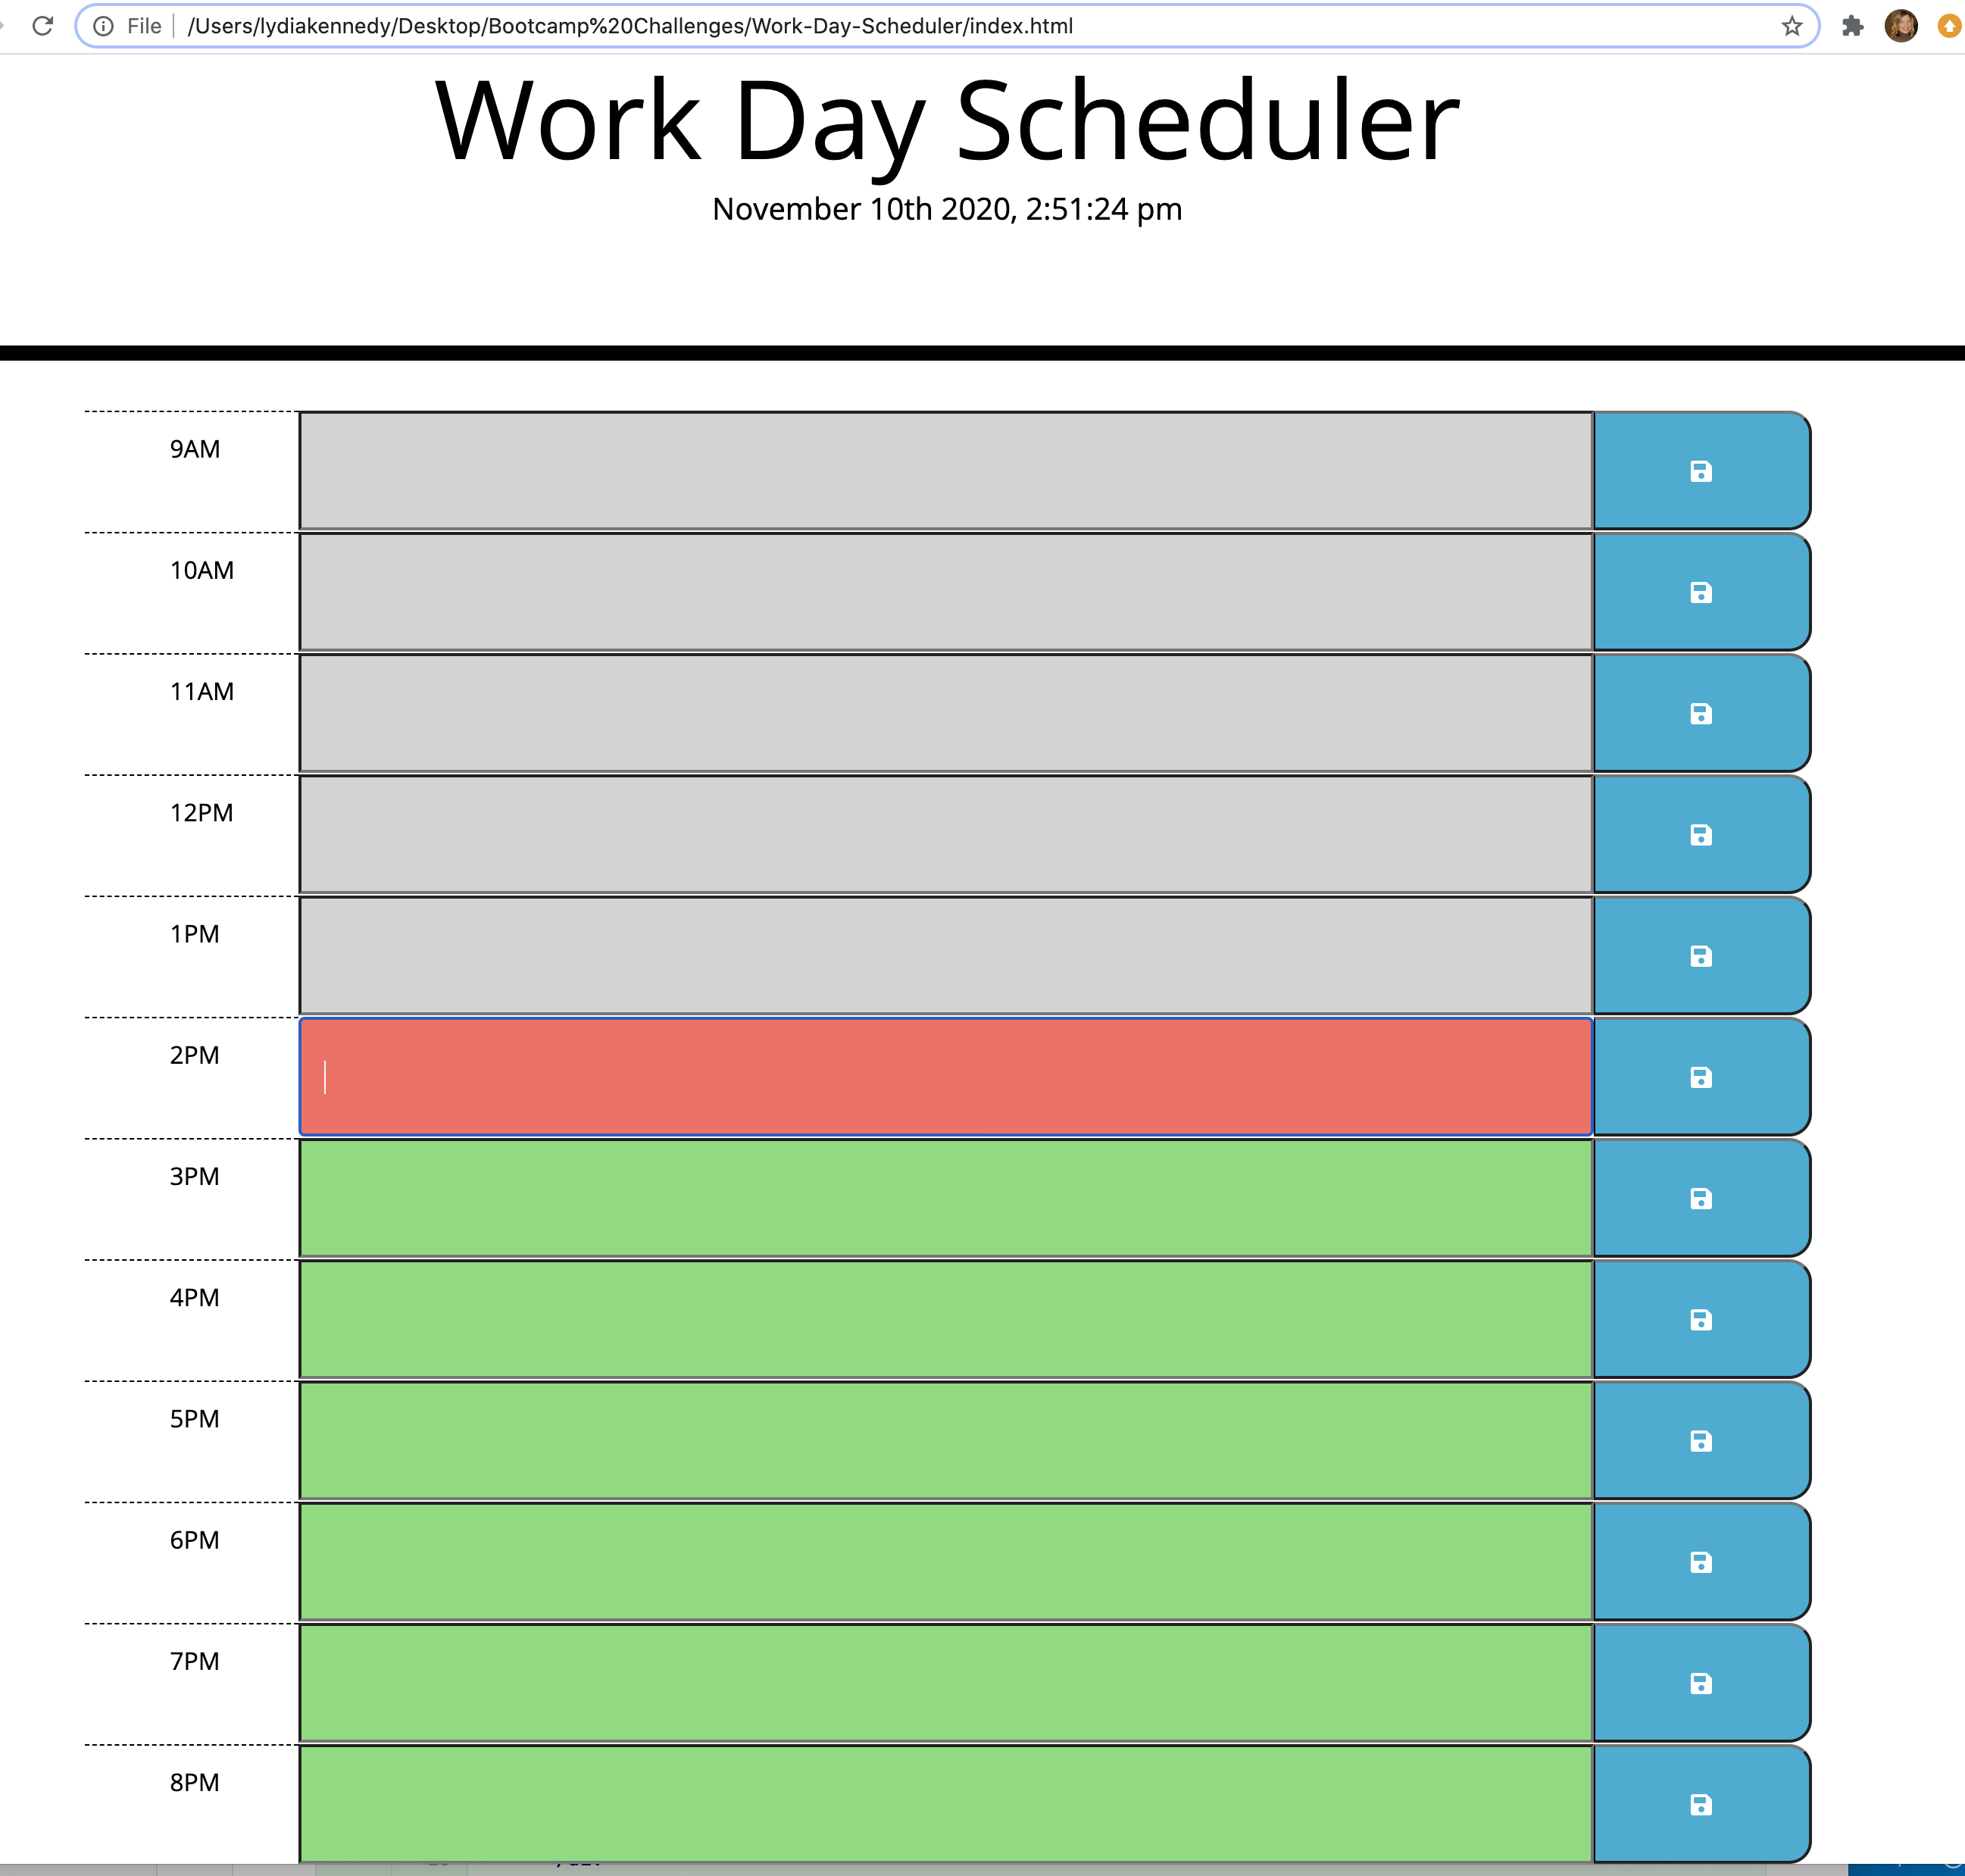 File /Users/lydiakennedy/Desktop/Bootcamp%20Challenges/Work-Day-Scheduler/index.html
Work Day Scheduler
November 10th 2020, 2:51:24 pm
9AM
10AM
11AM
12PM
1PM
2PM
3PM
4PM
5PM
6PM
7PM
8PM